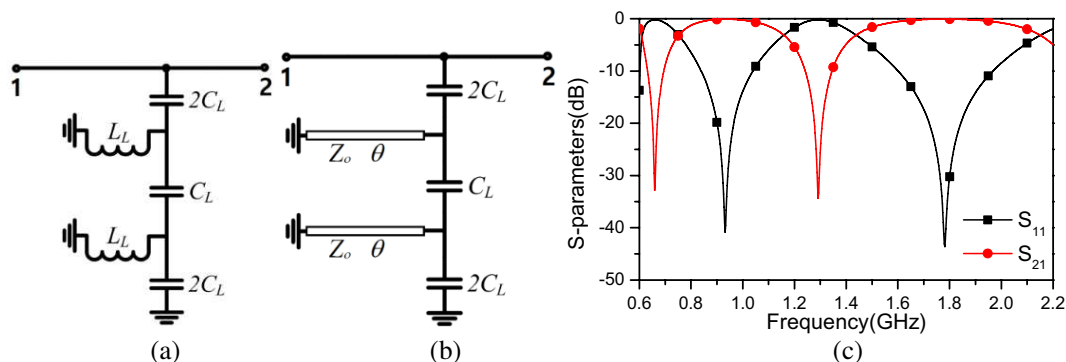 1
2
2C_L
L_L
C_L
L_L
2C_L
(a)
1
2
2C_L
Z_o θ
C_L
Z_o θ
2C_L
(b)
S-parameters(dB)
0
-10
-20
-30
-40
-50
S_11
S_21
0.6 0.8 1.0 1.2 1.4 1.6 1.8 2.0 2.2
Frequency(GHz)
(c)